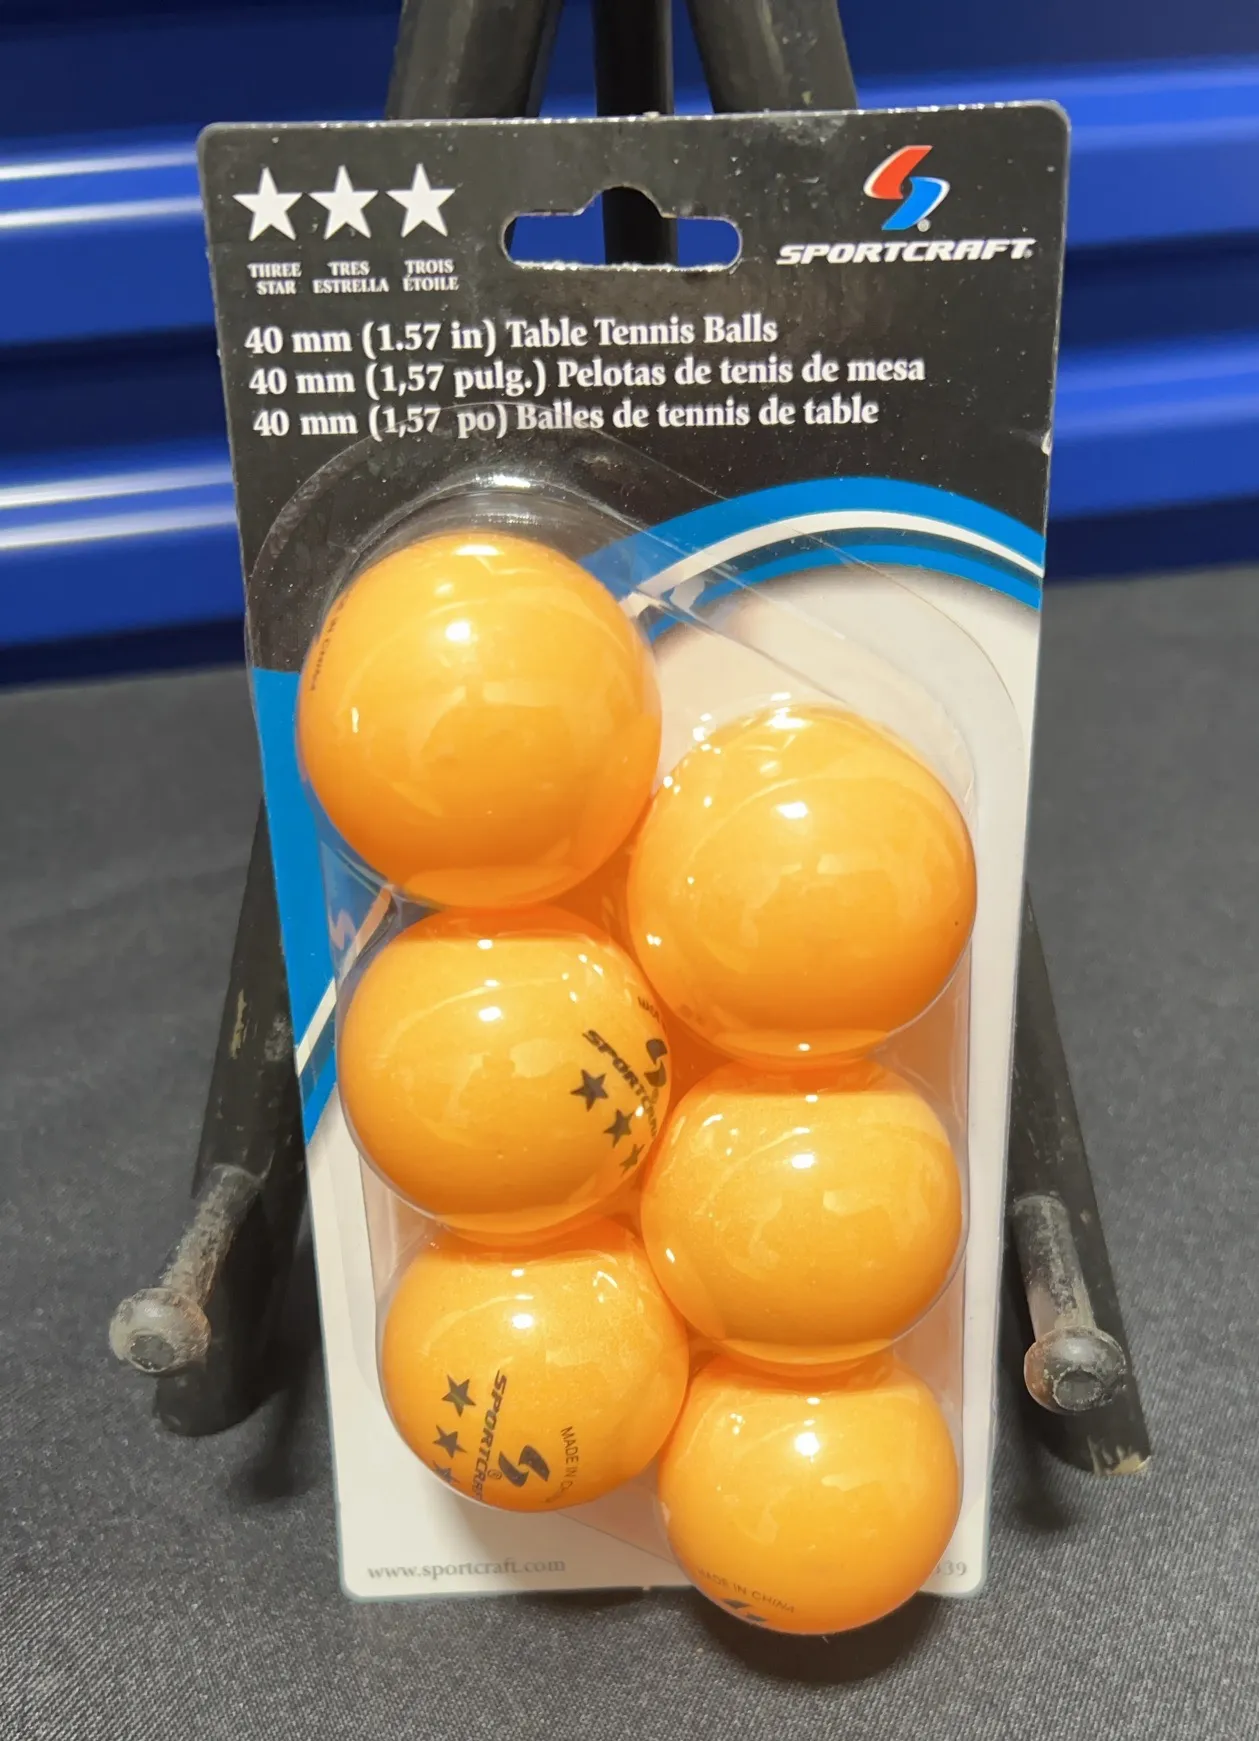 SPORTCRAFT
THREE STAR
TRES ESTRELLA
TROIS ÉTOILE
40 mm (1.57 in) Table Tennis Balls
40 mm (1,57 pulg.) Pelotas de tenis de mesa
40 mm (1,57 po) Balles de tennis de table
SPORTCRAFT
MADE IN
MADE IN CHINA
www.sportcraft.com